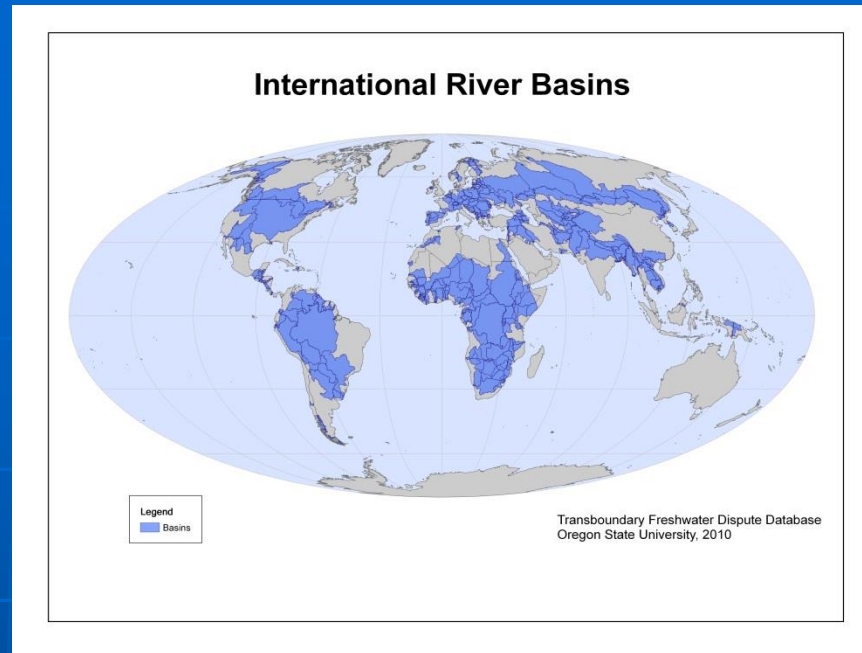 International River Basins
Legend
Basins
Transboundary Freshwater Dispute Database
Oregon State University, 2010